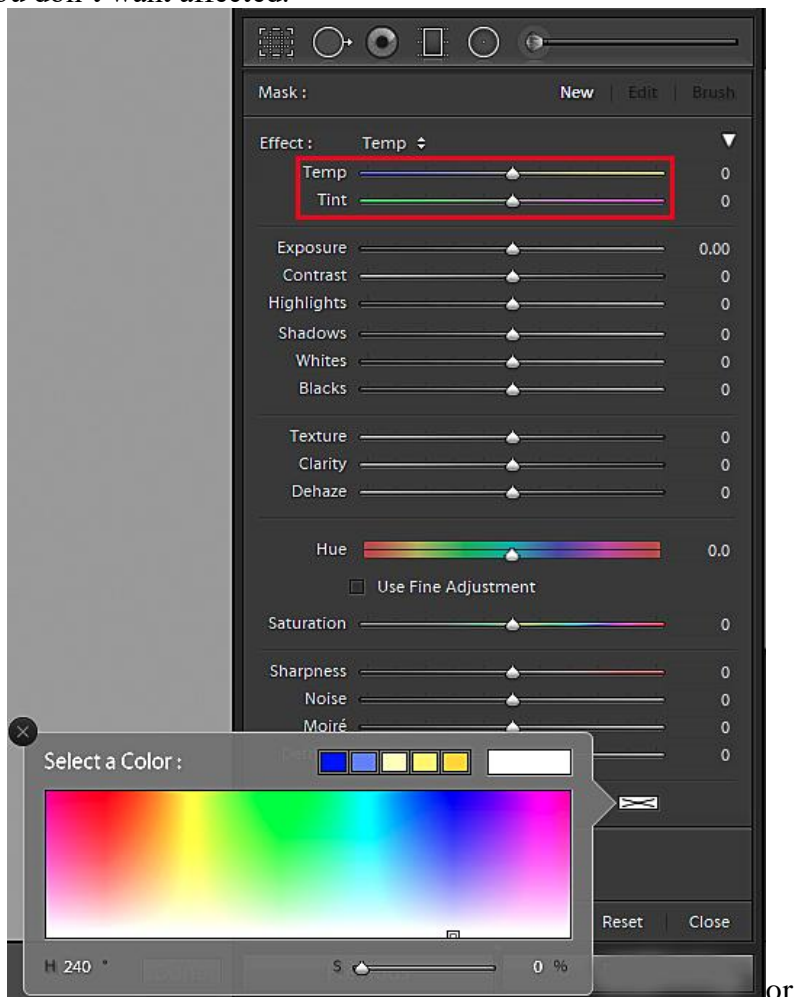 Mask : New Edit Brush
Effect : Temp
Temp 0
Tint 0
Exposure 0.00
Contrast 0
Highlights 0
Shadows 0
Whites 0
Blacks 0
Texture 0
Clarity 0
Dehaze 0
Hue 0.0
Use Fine Adjustment
Saturation 0
Sharpness 0
Noise 0
Moiré 0
0
Select a Color :
Reset Close
H 240 ° S 0 %
or